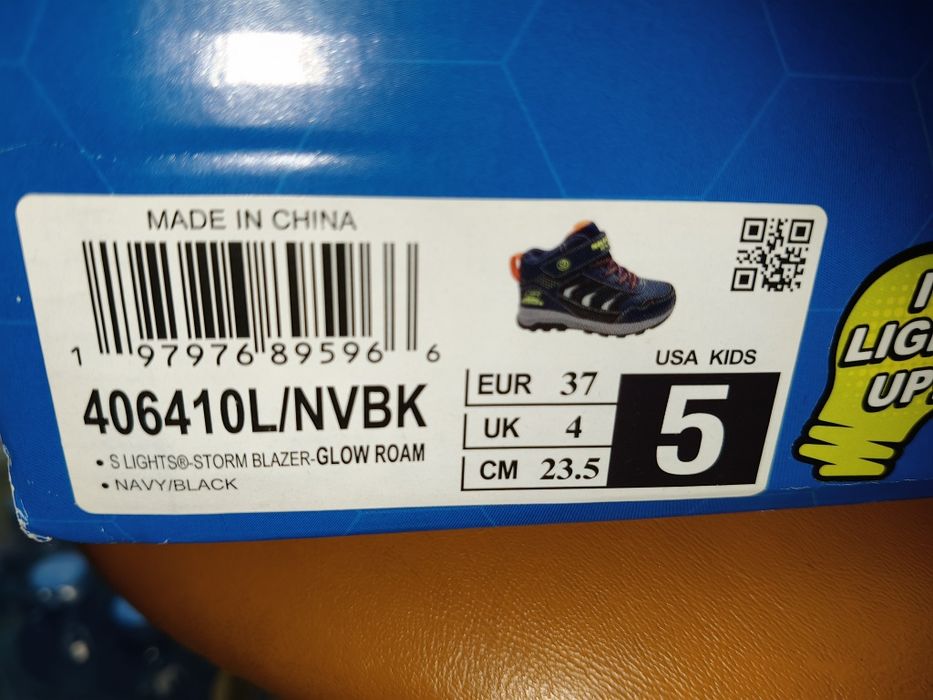 MADE IN CHINA
1 97976 89596 6
406410L/NVBK
• S LIGHTS®-STORM BLAZER-GLOW ROAM
• NAVY/BLACK
USA KIDS
EUR 37
UK 4
CM 23.5
5
I
LIG
UP